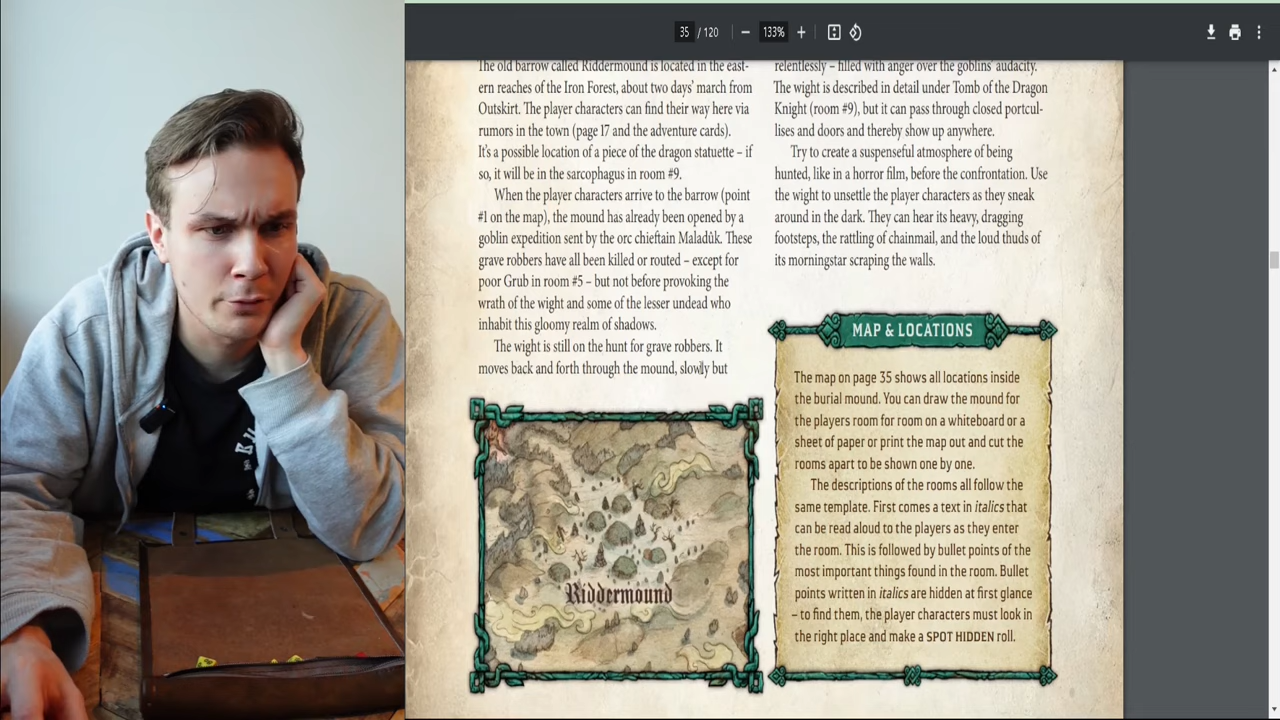 35 / 120
133%
The old barrow called Riddermound is located in the east-
ern reaches of the Iron Forest, about two days' march from
Outskirt. The player characters can find their way here via
rumors in the town (page 17 and the adventure cards).
It's a possible location of a piece of the dragon statuette – if
so, it will be in the sarcophagus in room #9.
When the player characters arrive to the barrow (point
#1 on the map), the mound has already been opened by a
goblin expedition sent by the orc chieftain Maladûk. These
grave robbers have all been killed or routed – except for
poor Grub in room #5 – but not before provoking the
wrath of the wight and some of the lesser undead who
inhabit this gloomy realm of shadows.
The wight is still on the hunt for grave robbers. It
moves back and forth through the mound, slowly but
Riddermound
relentlessly – filled with anger over the goblins' audacity.
The wight is described in detail under Tomb of the Dragon
Knight (room #9), but it can pass through closed portcul-
lises and doors and thereby show up anywhere.
Try to create a suspenseful atmosphere of being
hunted, like in a horror film, before the confrontation. Use
the wight to unsettle the player characters as they sneak
around in the dark. They can hear its heavy, dragging
footsteps, the rattling of chainmail, and the loud thuds of
its morningstar scraping the walls.
MAP & LOCATIONS
The map on page 35 shows all locations inside
the burial mound. You can draw the mound for
the players room for room on a whiteboard or a
sheet of paper or print the map out and cut the
rooms apart to be shown one by one.
The descriptions of the rooms all follow the
same template. First comes a text in italics that
can be read aloud to the players as they enter
the room. This is followed by bullet points of the
most important things found in the room. Bullet
points written in italics are hidden at first glance
– to find them, the player characters must look in
the right place and make a SPOT HIDDEN roll.